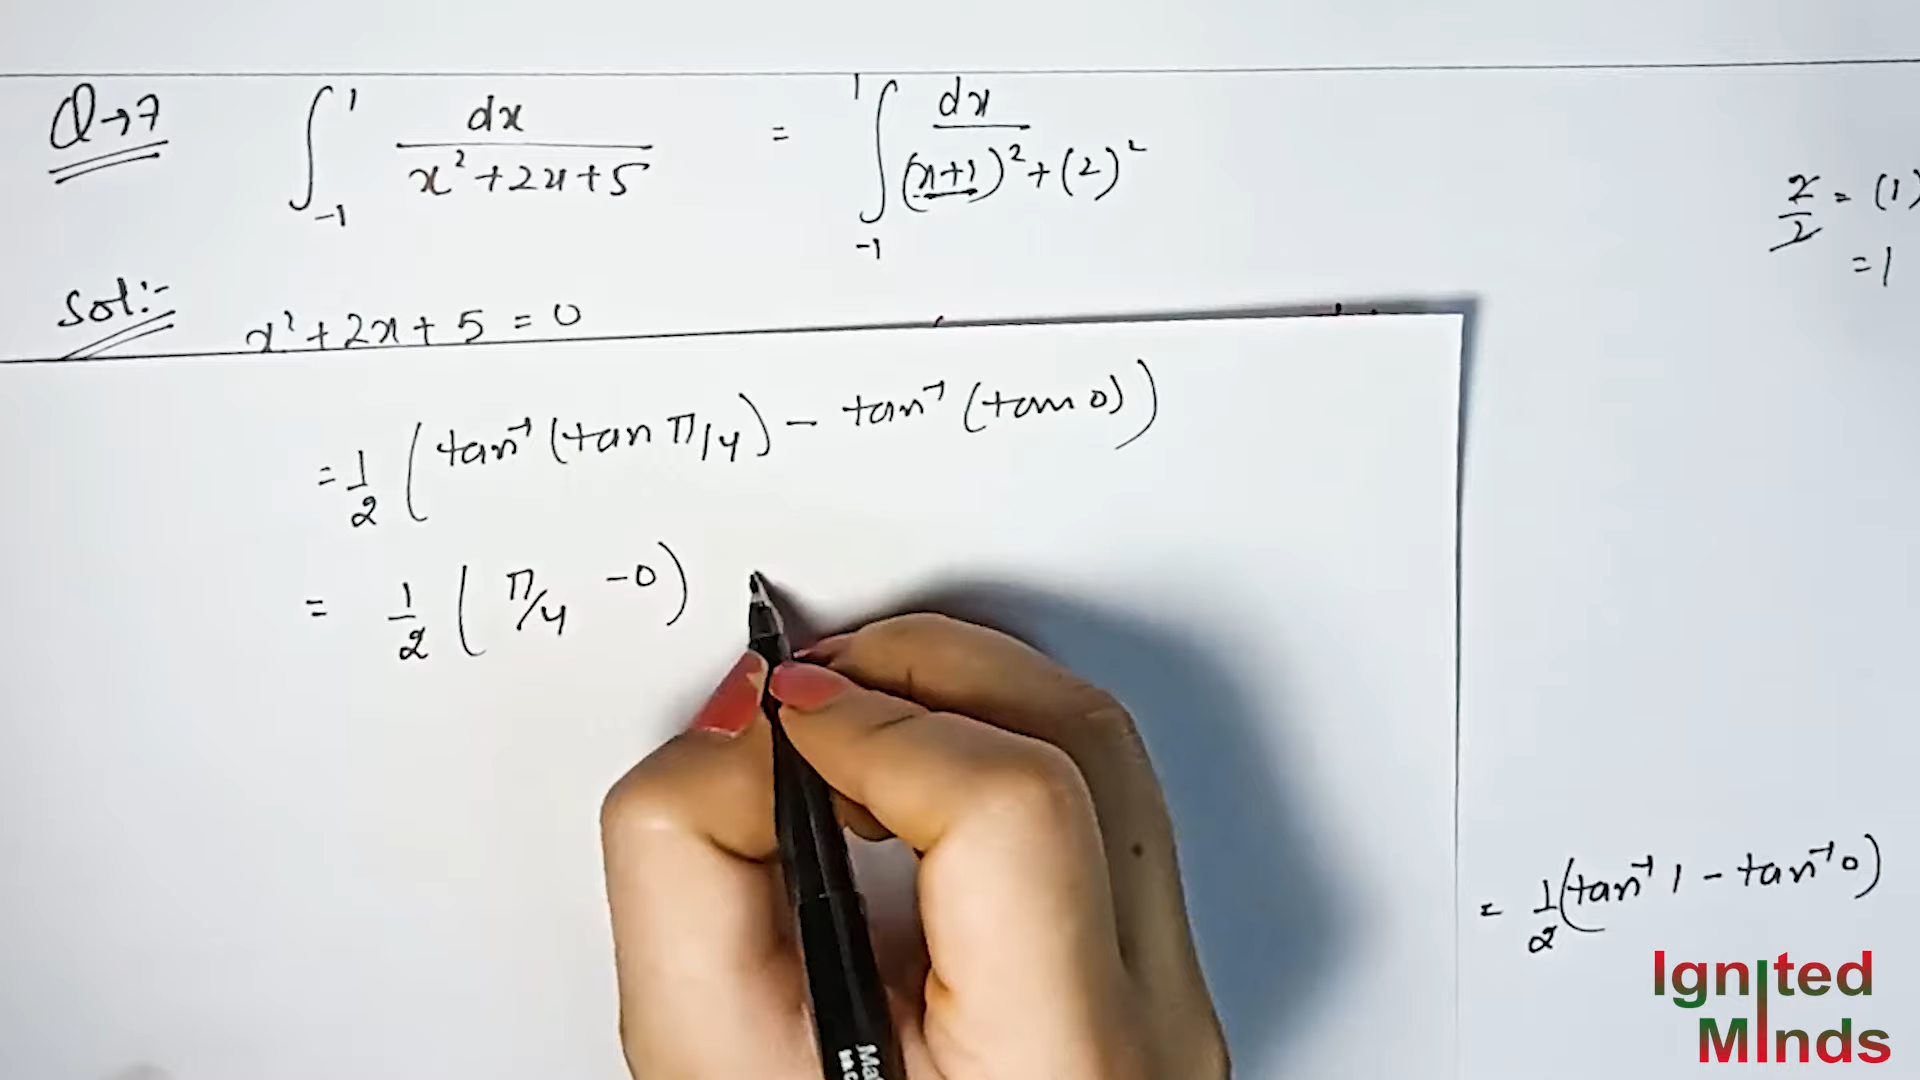 Q→7 ∫₋₁¹ dx/(x²+2x+5) = ∫₋₁¹ dx/((x+1)²+(2)²)
2/2 = (1)
=1
Sol:- x²+2x+5 = 0
= 1/2 (tan⁻¹(tan π/4) - tan⁻¹(tan 0))
= 1/2 (π/4 -0)
= 1/2(tan⁻¹ 1 - tan⁻¹ 0)
Ignited
Minds